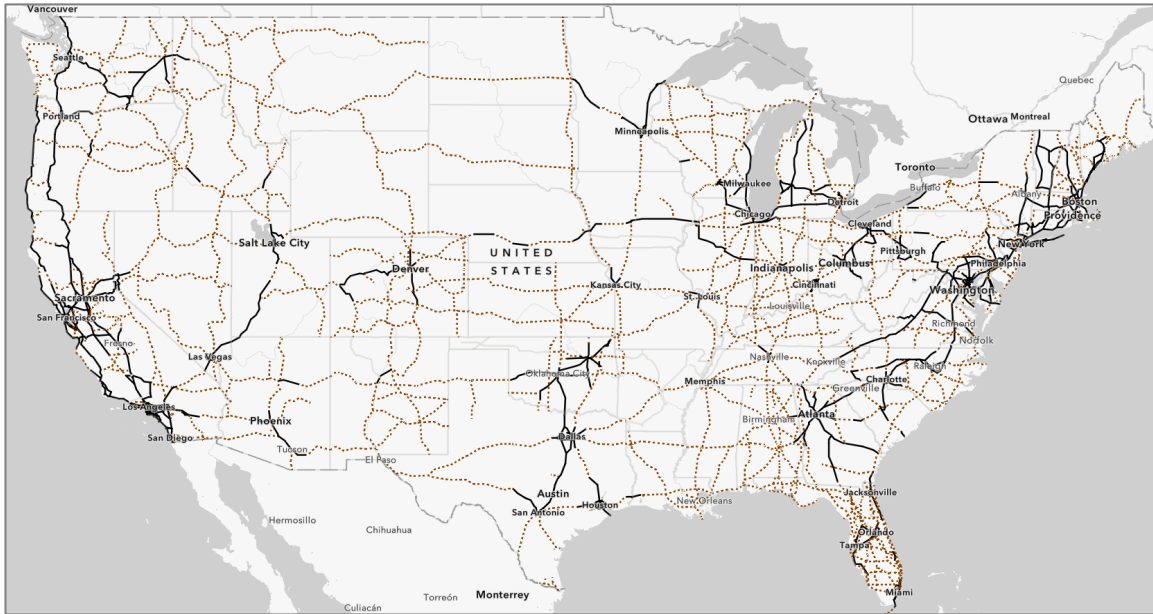 Vancouver
Seattle
Portland
Quebec
Ottawa
Montreal
Minneapolis
Toronto
Buffalo
Albany
Boston
Providence
Milwaukee
Detroit
Chicago
Cleveland
New York
Salt Lake City
Denver
UNITED
STATES
Pittsburgh
Philadelphia
Indianapolis
Columbus
Kansas City
Cincinnati
Washington
Sacramento
St. Louis
Louisville
San Francisco
Richmond
Fresno
Norfolk
Las Vegas
Nashville
Knoxville
Raleigh
Oklahoma City
Memphis
Charlotte
Greenville
Los Angeles
Phoenix
Birmingham
Atlanta
San Diego
Tucson
Dallas
El Paso
Austin
Jacksonville
New Orleans
Houston
San Antonio
Hermosillo
Chihuahua
Orlando
Tampa
Miami
Torreón
Monterrey
Culiacán